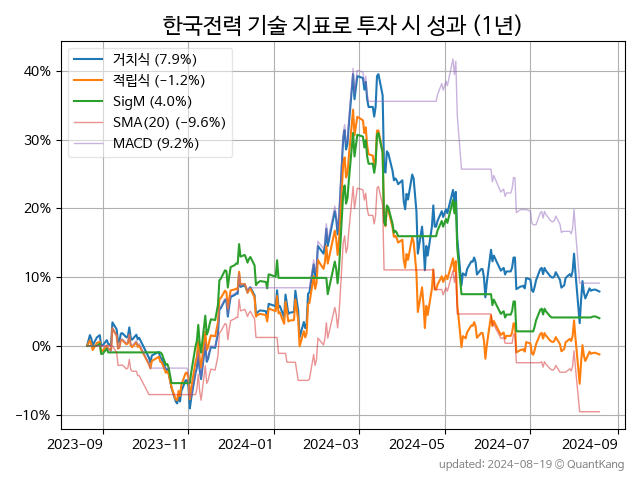 한국전력 기술 지표로 투자 시 성과 (1년)
거치식 (7.9%)
적립식 (−1.2%)
SigM (4.0%)
SMA(20) (−9.6%)
MACD (9.2%)
40%
30%
20%
10%
0%
−10%
2023-09 2023-11 2024-01 2024-03 2024-05 2024-07 2024-09
updated: 2024-08-19 © QuantKang